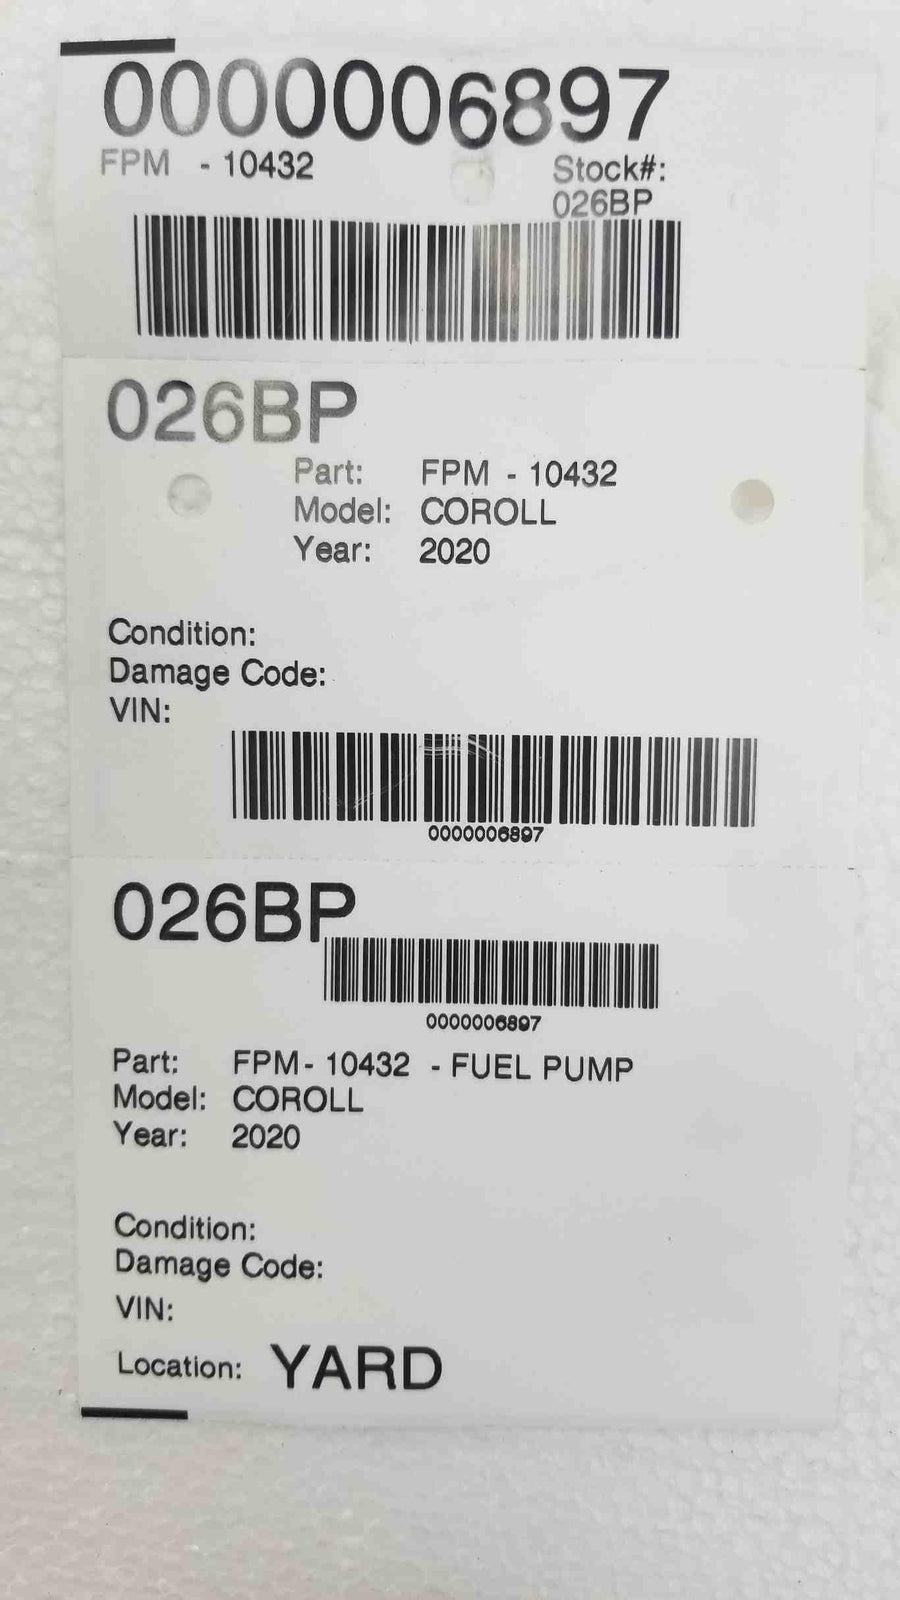 0000006897
FPM - 10432
Stock#:
026BP
026BP
Part: FPM - 10432
Model: COROLL
Year: 2020
Condition:
Damage Code:
VIN:
0000006897
026BP
0000006897
Part: FPM- 10432 - FUEL PUMP
Model: COROLL
Year: 2020
Condition:
Damage Code:
VIN:
Location: YARD